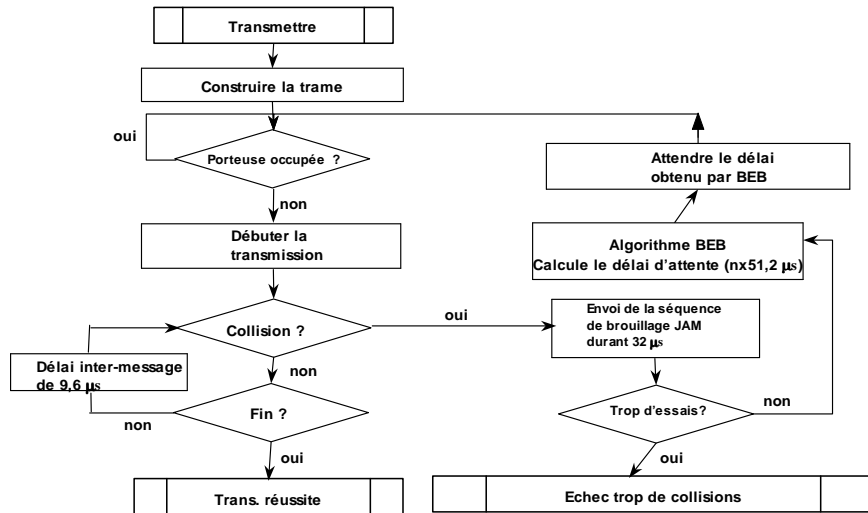 Transmettre
Construire la trame
oui
Porteuse occupée ?
Attendre le délai
obtenu par BEB
non
Débuter la
transmission
Algorithme BEB
Calcule le délai d'attente (nx51,2 µs)
Collision ?
oui
Envoi de la séquence
de brouillage JAM
durant 32 µs
Délai inter-message
de 9,6 µs
non
non
Fin ?
Trop d'essais?
non
oui
oui
Trans. réussite
Echec trop de collisions